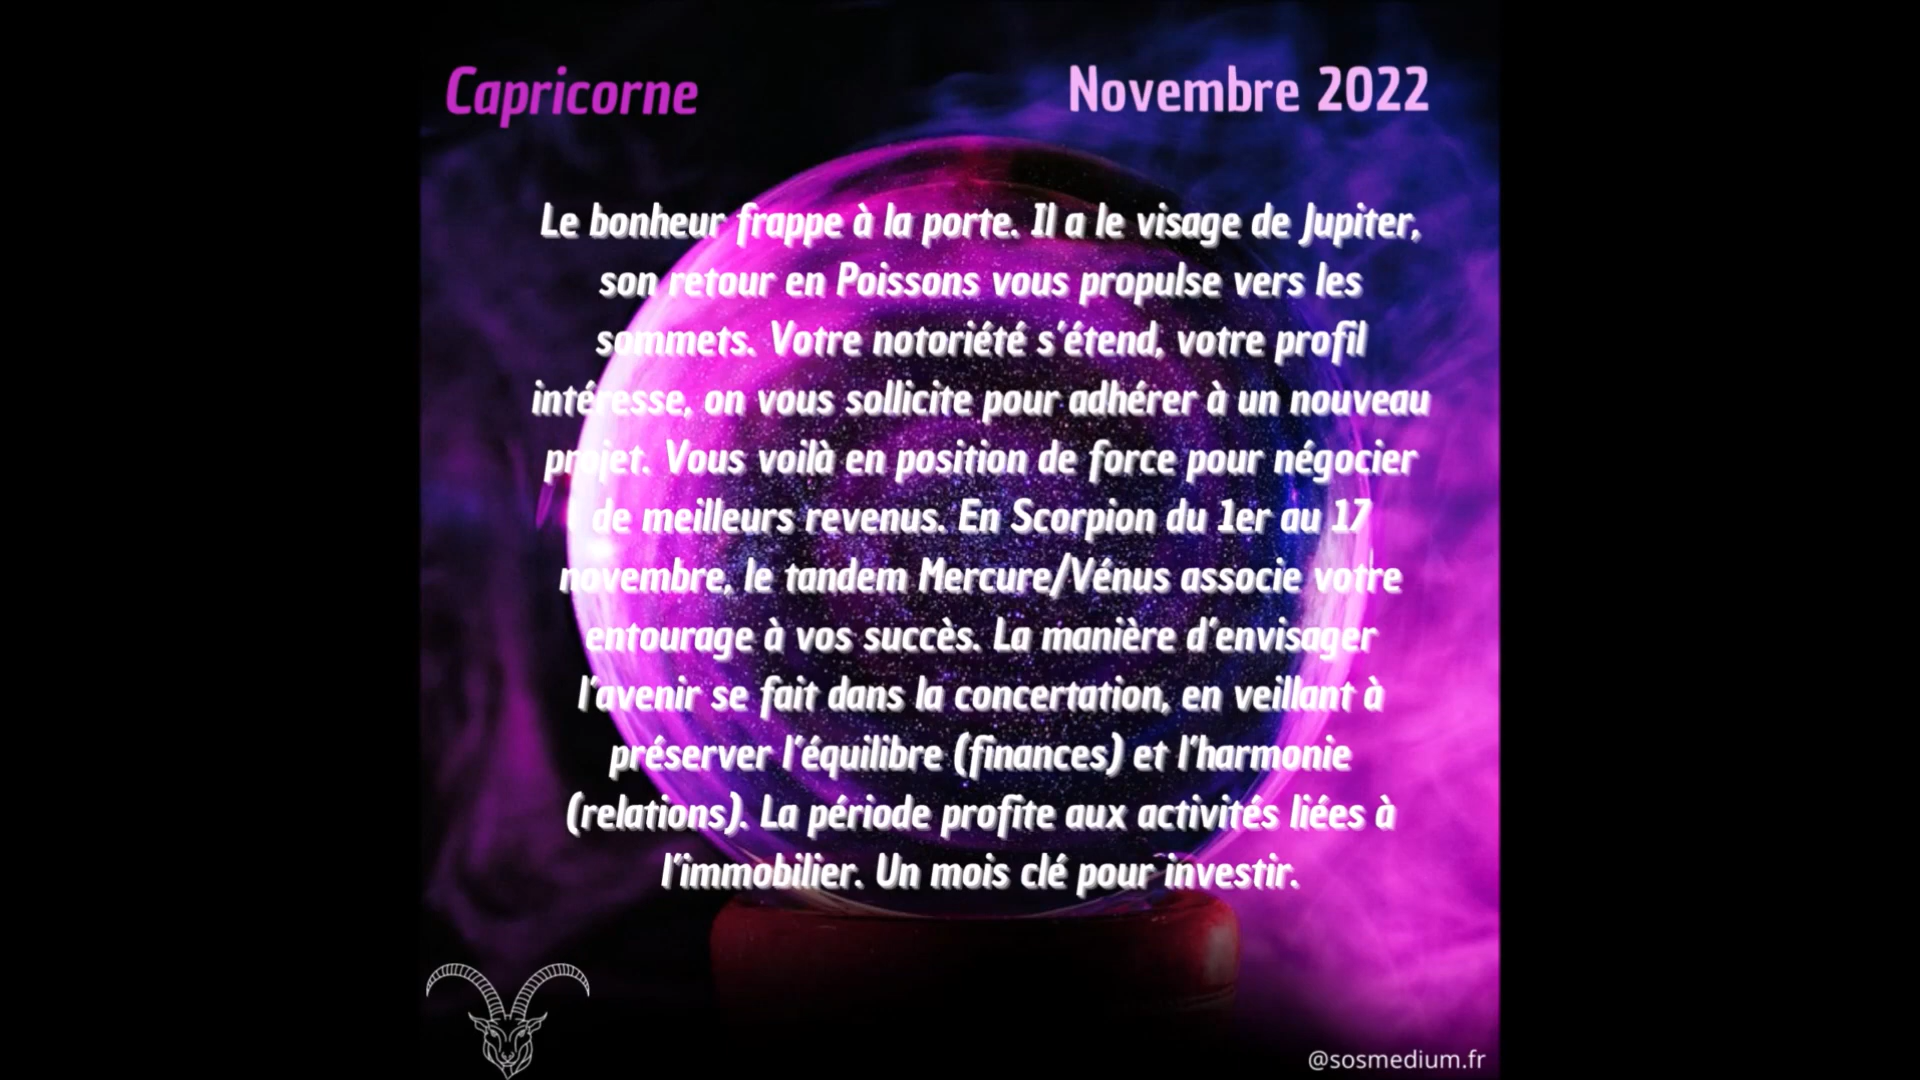 Capricorne
Novembre 2022
Le bonheur frappe à la porte. Il a le visage de Jupiter,
son retour en Poissons vous propulse vers les
sommets. Votre notoriété s'étend, votre profil
intéresse, on vous sollicite pour adhérer à un nouveau
projet. Vous voilà en position de force pour négocier
de meilleurs revenus. En Scorpion du 1er au 17
novembre, le tandem Mercure/Vénus associe votre
entourage à vos succès. La manière d'envisager
l'avenir se fait dans la concertation, en veillant à
préserver l'équilibre (finances) et l'harmonie
(relations). La période profite aux activités liées à
l'immobilier. Un mois clé pour investir.
@sosmedium.fr